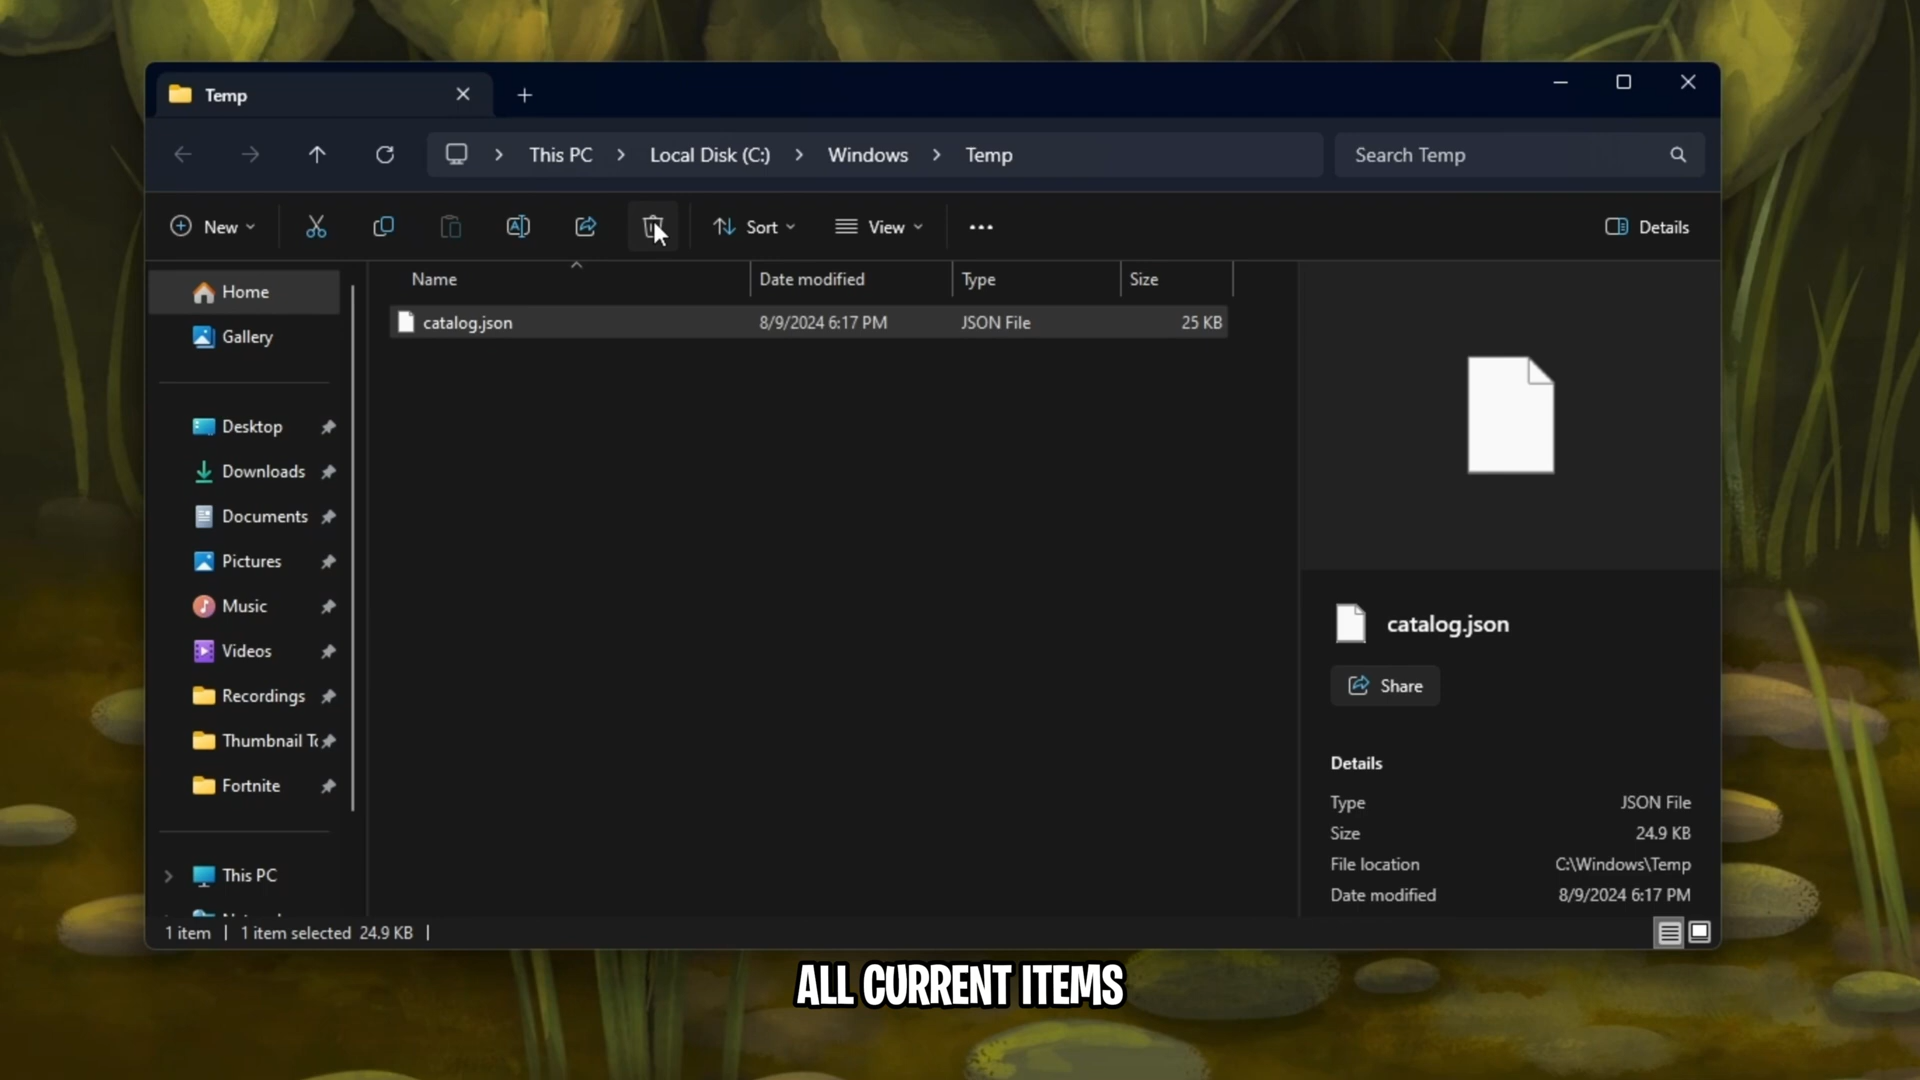 Temp
This PC
Local Disk (C:)
Windows
Temp
Search Temp
New
Sort
View
Details
Home
Gallery
Desktop
Downloads
Documents
Pictures
Music
Videos
Recordings
Thumbnail
Fortnite
This PC
Name
Date modified
Type
Size
catalog.json
8/9/2024 6:17 PM
JSON File
25 KB
catalog.json
Share
Details
Type JSON File
Size 24.9 KB
File location C:\Windows\Temp
Date modified 8/9/2024 6:17 PM
1 item | 1 item selected 24.9 KB |
ALL CURRENT ITEMS